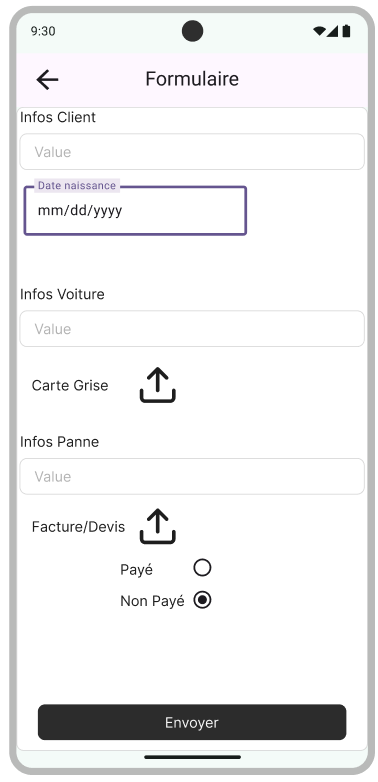 9:30
Formulaire
Infos Client
Value
Date naissance
mm/dd/yyyy
Infos Voiture
Value
Carte Grise
Infos Panne
Value
Facture/Devis
Payé
Non Payé
Envoyer